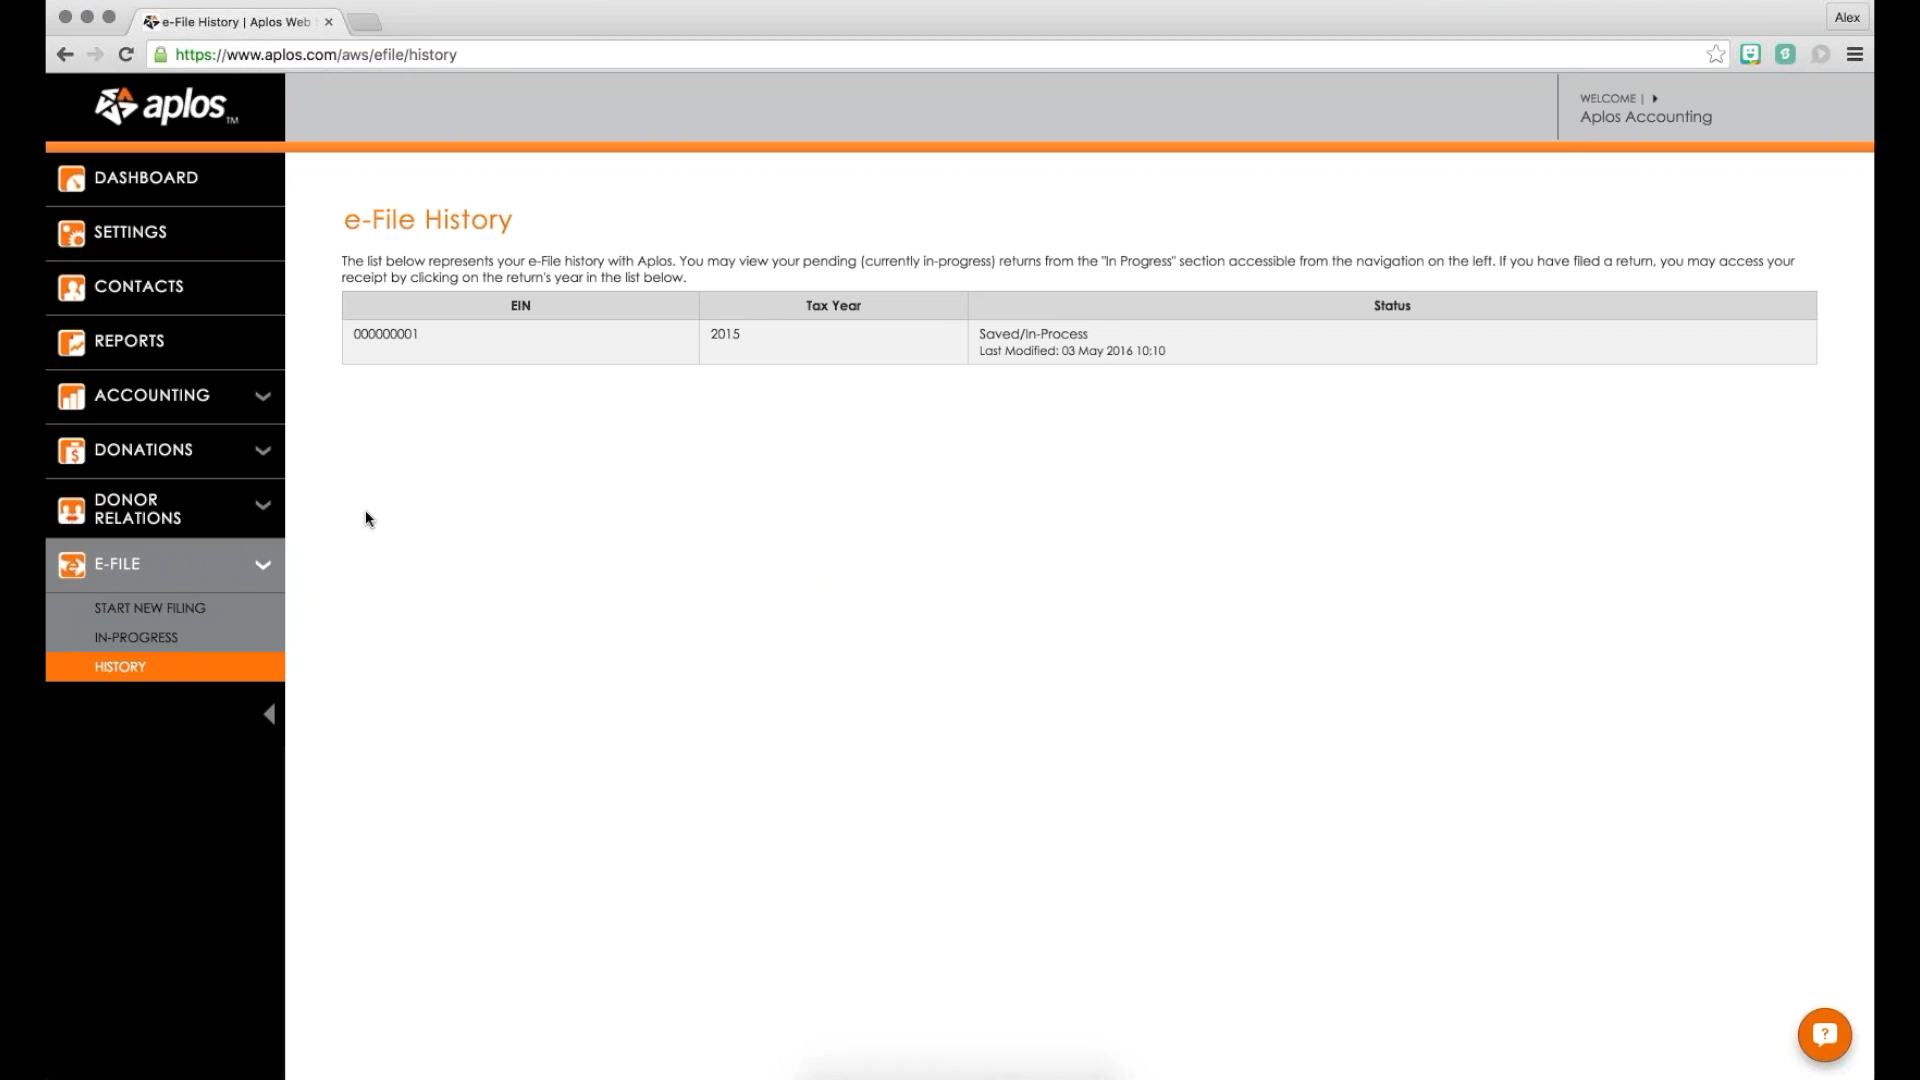 e-File History | Aplos Web S
Alex
https://www.aplos.com/aws/efile/history
aplos™
WELCOME |
Aplos Accounting
DASHBOARD
SETTINGS
CONTACTS
REPORTS
ACCOUNTING
DONATIONS
DONOR
RELATIONS
E-FILE
START NEW FILING
IN-PROGRESS
HISTORY
e-File History
The list below represents your e-File history with Aplos. You may view your pending (currently in-progress) returns from the "In Progress" section accessible from the navigation on the left. If you have filed a return, you may access your
receipt by clicking on the return's year in the list below.
EIN Tax Year Status
000000001 2015 Saved/In-Process
Last Modified: 03 May 2016 10:10